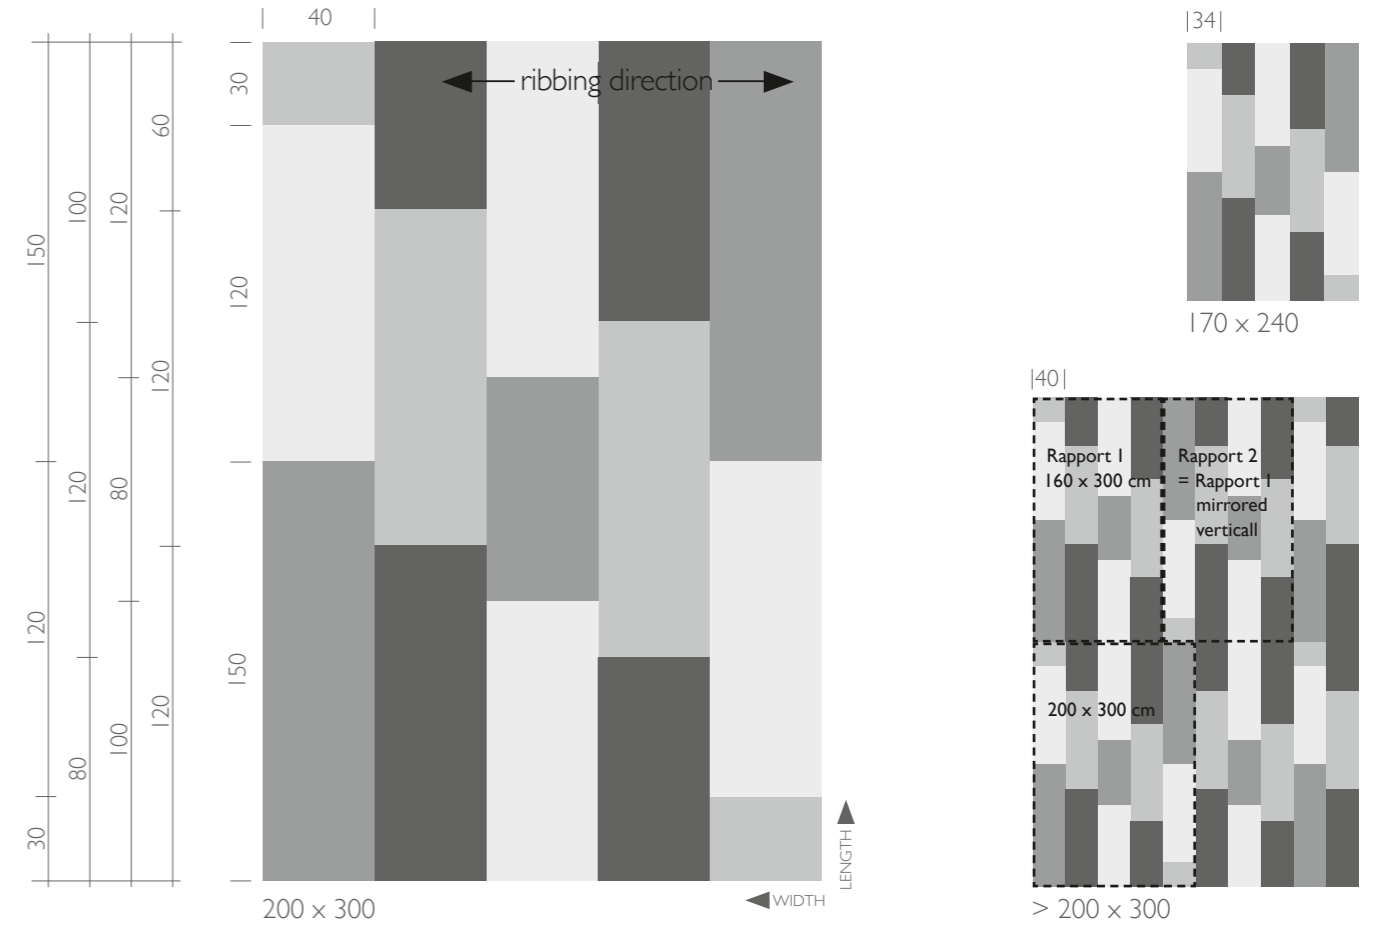 40
ribbing direction
30
120
150
150
120
30
100
120
80
120
80
100
60
120
120
200 x 300
WIDTH
LENGTH
|34|
170 x 240
|40|
Rapport 1
160 x 300 cm
Rapport 2
= Rapport 1
mirrored
verticall
200 x 300 cm
> 200 x 300